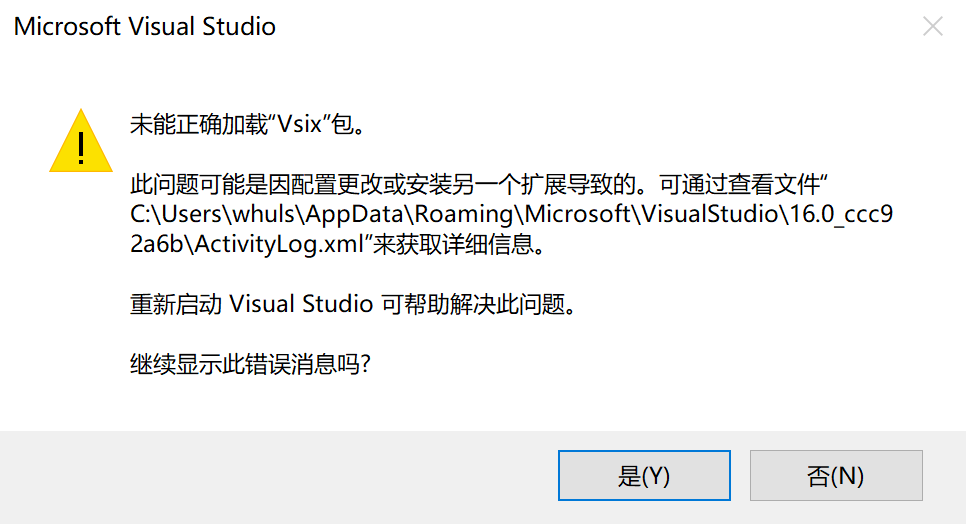 Microsoft Visual Studio
未能正确加载“Vsix”包。
此问题可能是因配置更改或安装另一个扩展导致的。可通过查看文件“
C:\Users\whuls\AppData\Roaming\Microsoft\VisualStudio\16.0_ccc9
2a6b\ActivityLog.xml”来获取详细信息。
重新启动 Visual Studio 可帮助解决此问题。
继续显示此错误消息吗?
是(Y)
否(N)